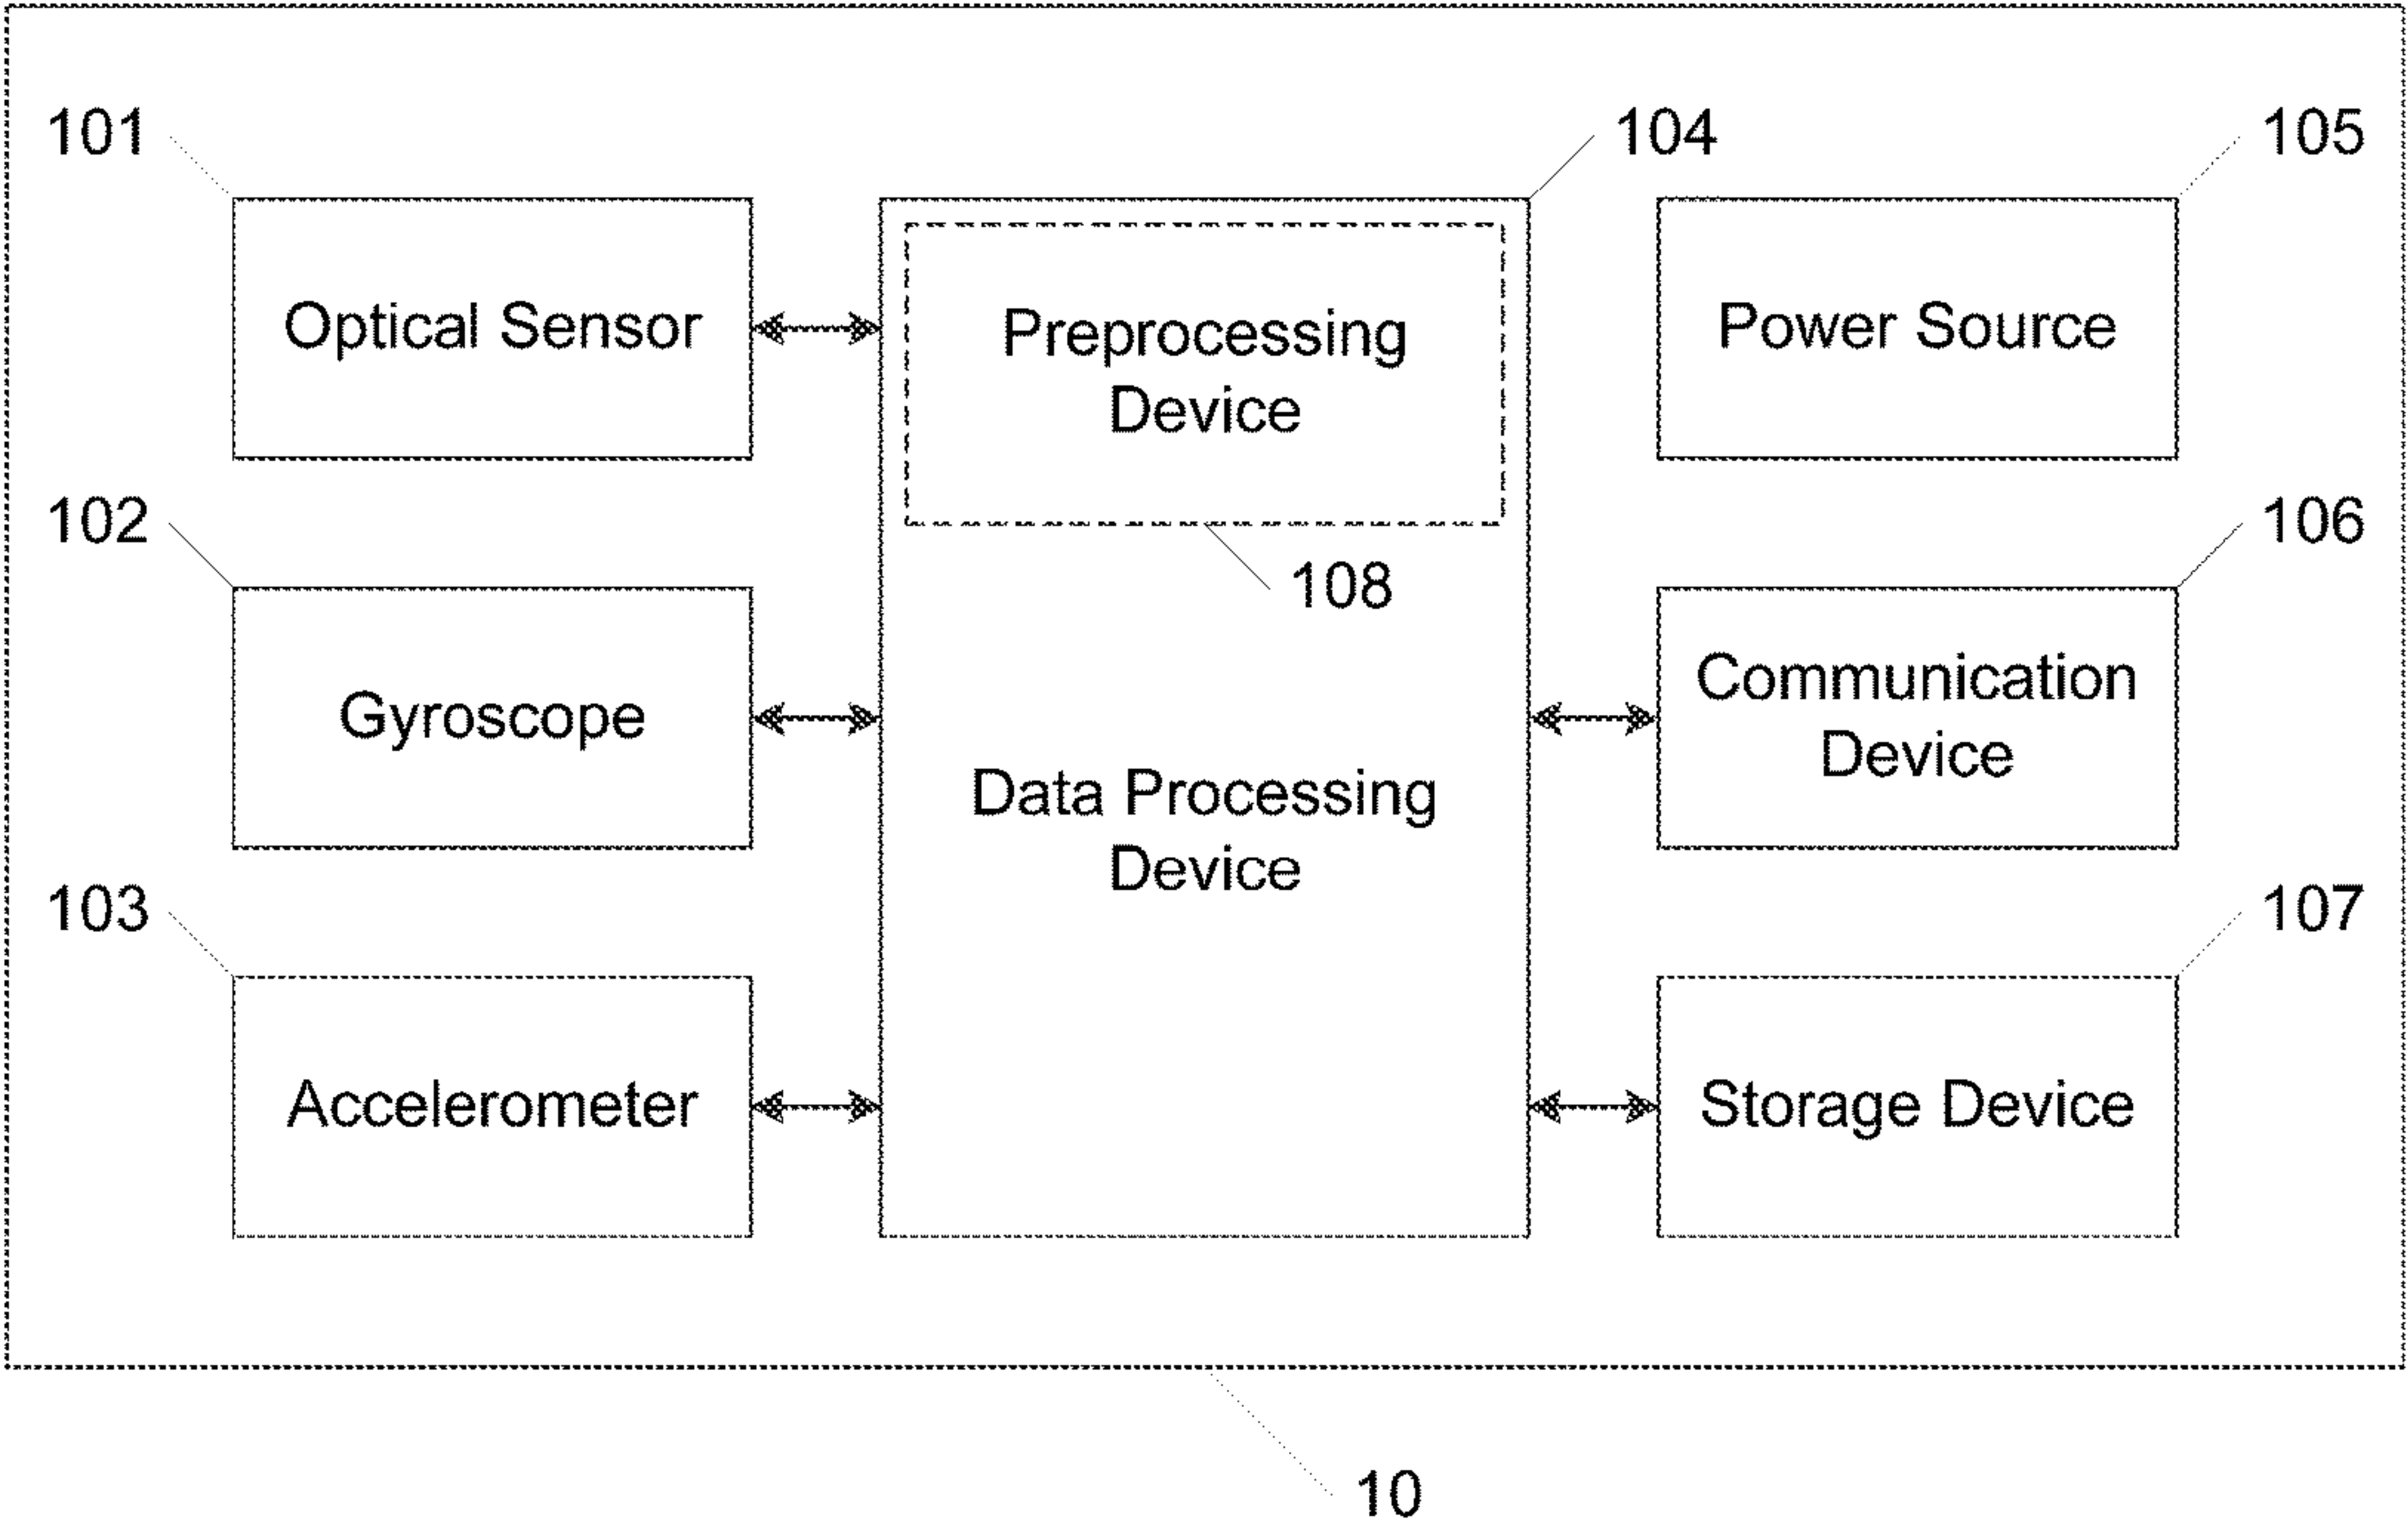 101
104
105
Optical Sensor
Preprocessing
Device
Power Source
102
108
106
Gyroscope
Data Processing
Device
Communication
Device
103
107
Accelerometer
Storage Device
10